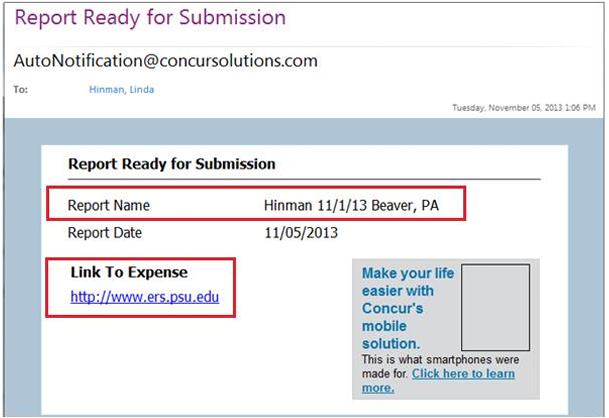 Report Ready for Submission
AutoNotification@concursolutions.com
To: Hinman, Linda
Tuesday, November 05, 2013 1:06 PM
Report Ready for Submission
Report Name Hinman 11/1/13 Beaver, PA
Report Date 11/05/2013
Link To Expense
http://www.ers.psu.edu
Make your life
easier with
Concur's
mobile
solution.
This is what smartphones were
made for. Click here to learn
more.